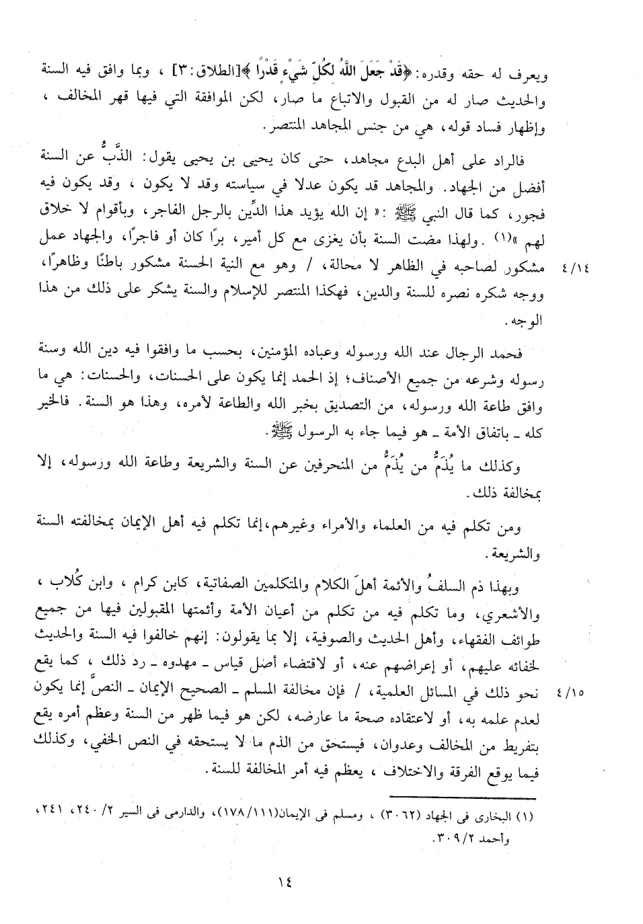 ويعرف له حقه وقدره: ﴿قَدْ جَعَلَ اللَّهُ لِكُلِّ شَيْءٍ قَدْرًا ﴾[الطلاق:٣] ، وبما وافق فيه السنة
والحديث صار له من القبول والاتباع ما صار، لكن الموافقة التي فيها قهر المخالف ،
وإظهار فساد قوله، هي من جنس المجاهد المنتصر.
فالراد على أهل البدع مجاهد، حتى كان يحيى بن يحيى يقول: الذَّبُّ عن السنة
أفضل من الجهاد. والمجاهد قد يكون عدلا في سياسته وقد لا يكون ، وقد يكون فيه
فجور، كما قال النبي ﷺ :« إن الله يؤيد هذا الدِّين بالرجل الفاجر، وبأقوام لا خلاق
لهم »(١) .ولهذا مضت السنة بأن يغزى مع كل أمير، برًا كان أو فاجرًا، والجهاد عمل
مشكور لصاحبه في الظاهر لا محالة، / وهو مع النية الحسنة مشكور باطنًا وظاهرًا، ٤/١٤
ووجه شكره نصره للسنة والدين، فهكذا المنتصر للإسلام والسنة يشكر على ذلك من هذا
الوجه.
فحمد الرجال عند الله ورسوله وعباده المؤمنين، بحسب ما وافقوا فيه دين الله وسنة
رسوله وشرعه من جميع الأصناف؛ إذ الحمد إنما يكون على الحسنات، والحسنات: هي ما
وافق طاعة الله ورسوله، من التصديق بخبر الله والطاعة لأمره، وهذا هو السنة. فالخير
كله ـ باتفاق الأمة ـ هو فيما جاء به الرسول ﷺ.
وكذلك ما يُذَمُّ من يُذَمُّ من المنحرفين عن السنة والشريعة وطاعة الله ورسوله، إلا
بمخالفة ذلك.
ومن تكلم فيه من العلماء والأمراء وغيرهم،إنما تكلم فيه أهل الإيمان بمخالفته السنة
والشريعة.
وبهذا ذم السلفُ والأئمة أهلَ الكلام والمتكلمين الصفاتية، كابن كرام ، وابن كُلاب ،
والأشعري، وما تكلم فيه من تكلم من أعيان الأمة وأئمتها المقبولين فيها من جميع
طوائف الفقهاء، وأهل الحديث والصوفية، إلا بما يقولون: إنهم خالفوا فيه السنة والحديث
لخفائه عليهم، أو إعراضهم عنه، أو لاقتضاء أصل قياس ـ مهدوه ـ رد ذلك ، كما يقع
نحو ذلك في المسائل العلمية، / فإن مخالفة المسلم ـ الصحيح الإيمان ـ النصَّ إنما يكون ٤/١٥
لعدم علمه به، أو لاعتقاده صحة ما عارضه، لكن هو فيما ظهر من السنة وعظم أمره يقع
بتفريط من المخالف وعدوان، فيستحق من الذم ما لا يستحقه في النص الخفي، وكذلك
فيما يوقع الفرقة والاختلاف ، يعظم فيه أمر المخالفة للسنة.
(١) البخارى فى الجهاد (٣٠٦٢) ، ومسلم فى الإيمان(١٧٨/١١١)، والدارمى فى السير ٢/ ٢٤٠، ٢٤١،
وأحمد ٣٠٩/٢.
١٤